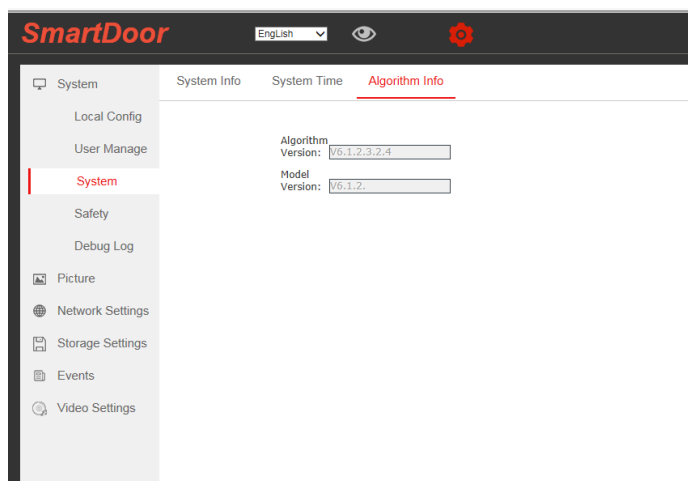 SmartDoor
EngLish
System
System Info
System Time
Algorithm Info
Local Config
User Manage
System
Safety
Debug Log
Picture
Network Settings
Storage Settings
Events
Video Settings
Algorithm
Version: V6.1.2.3.2.4
Model
Version: V6.1.2.